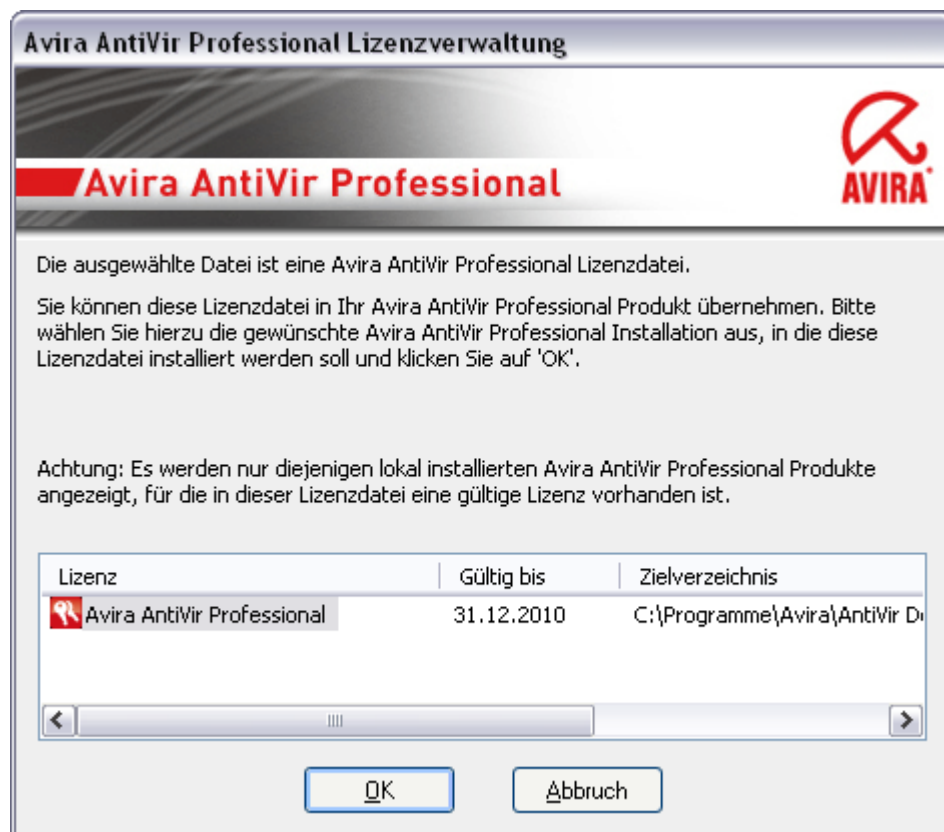 Avira AntiVir Professional Lizenzverwaltung
Avira AntiVir Professional
AVIRA
Die ausgewählte Datei ist eine Avira AntiVir Professional Lizenzdatei.
Sie können diese Lizenzdatei in Ihr Avira AntiVir Professional Produkt übernehmen. Bitte
wählen Sie hierzu die gewünschte Avira AntiVir Professional Installation aus, in die diese
Lizenzdatei installiert werden soll und klicken Sie auf 'OK'.
Achtung: Es werden nur diejenigen lokal installierten Avira AntiVir Professional Produkte
angezeigt, für die in dieser Lizenzdatei eine gültige Lizenz vorhanden ist.
Lizenz Gültig bis Zielverzeichnis
Avira AntiVir Professional 31.12.2010 C:\Programme\Avira\AntiVir
OK Abbruch